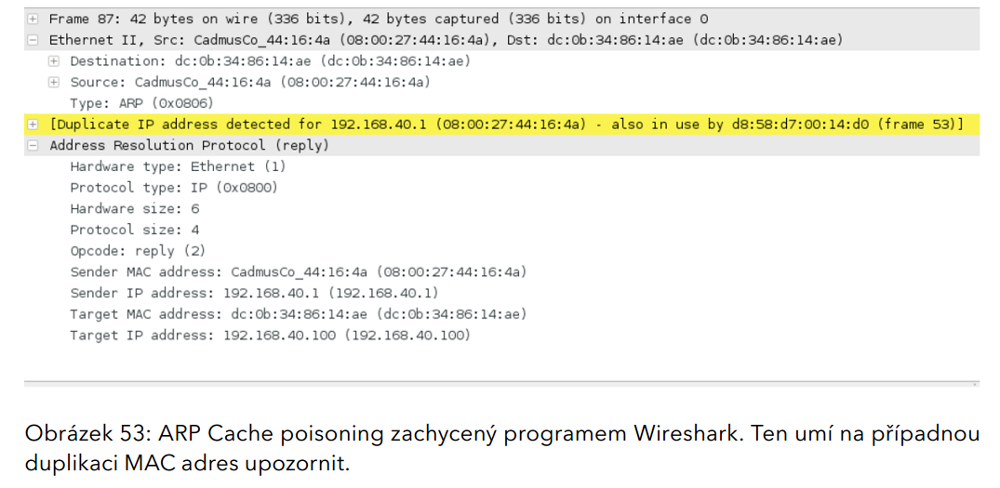 Frame 87: 42 bytes on wire (336 bits), 42 bytes captured (336 bits) on interface 0
Ethernet II, Src: CadmusCo_44:16:4a (08:00:27:44:16:4a), Dst: dc:0b:34:86:14:ae (dc:0b:34:86:14:ae)
Destination: dc:0b:34:86:14:ae (dc:0b:34:86:14:ae)
Source: CadmusCo_44:16:4a (08:00:27:44:16:4a)
Type: ARP (0x0806)
[Duplicate IP address detected for 192.168.40.1 (08:00:27:44:16:4a) - also in use by d8:58:d7:00:14:d0 (frame 53)]
Address Resolution Protocol (reply)
Hardware type: Ethernet (1)
Protocol type: IP (0x0800)
Hardware size: 6
Protocol size: 4
Opcode: reply (2)
Sender MAC address: CadmusCo_44:16:4a (08:00:27:44:16:4a)
Sender IP address: 192.168.40.1 (192.168.40.1)
Target MAC address: dc:0b:34:86:14:ae (dc:0b:34:86:14:ae)
Target IP address: 192.168.40.100 (192.168.40.100)
Obrázek 53: ARP Cache poisoning zachycený programem Wireshark. Ten umí na případnou
duplikaci MAC adres upozornit.